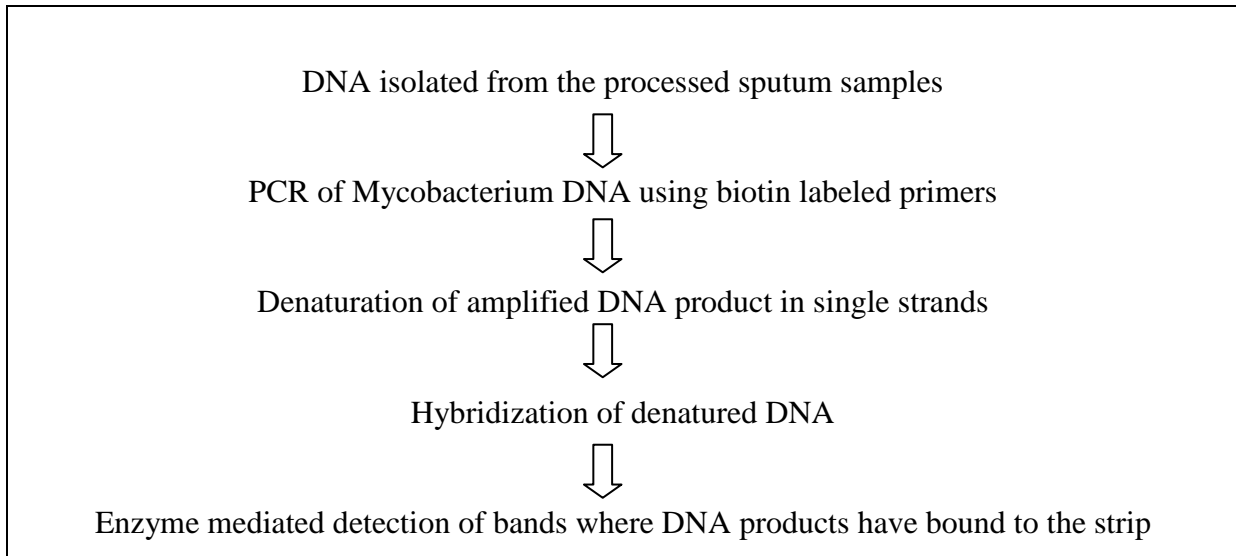 DNA isolated from the processed sputum samples
PCR of Mycobacterium DNA using biotin labeled primers
Denaturation of amplified DNA product in single strands
Hybridization of denatured DNA
Enzyme mediated detection of bands where DNA products have bound to the strip